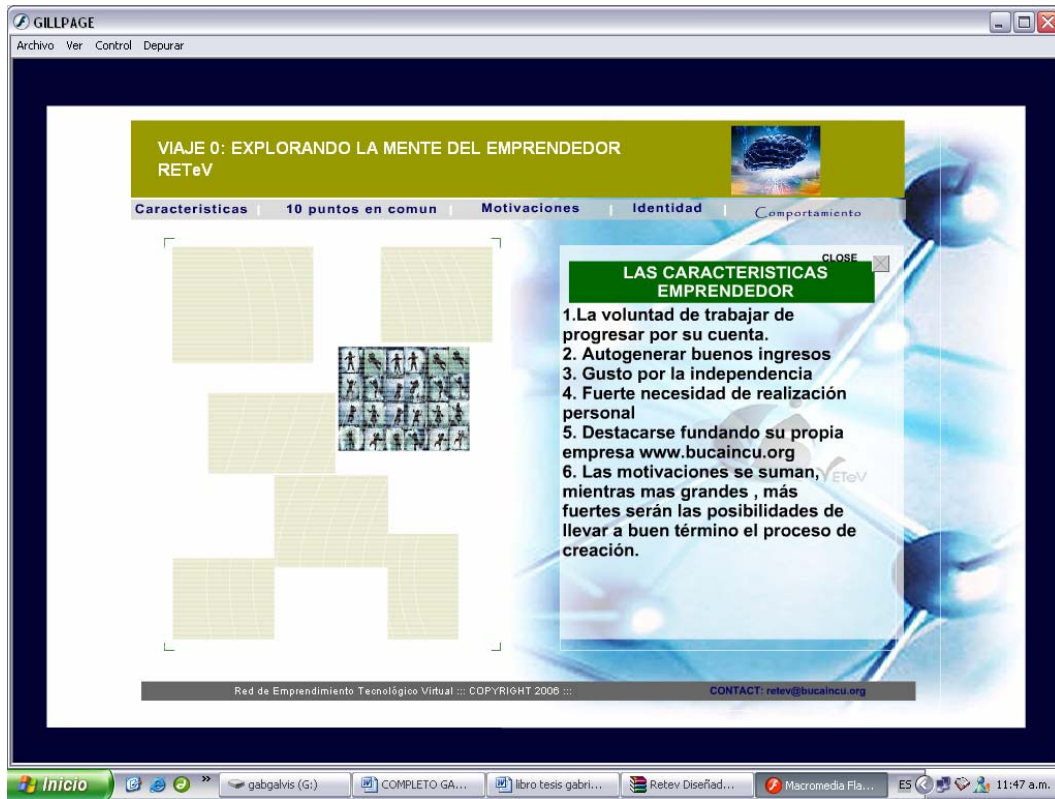 GILLPAGE
Archivo Ver Control Depurar
VIAJE 0: EXPLORANDO LA MENTE DEL EMPRENDEDOR
RETeV
Caracteristicas 10 puntos en comun Motivaciones Identidad Comportamiento
CLOSE
LAS CARACTERISTICAS
EMPRENDEDOR
1.La voluntad de trabajar de
progresar por su cuenta.
2. Autogenerar buenos ingresos
3. Gusto por la independencia
4. Fuerte necesidad de realización
personal
5. Destacarse fundando su propia
empresa www.bucaincu.org
6. Las motivaciones se suman,
mientras mas grandes , más
fuertes serán las posibilidades de
llevar a buen término el proceso de
creación.
Red de Emprendimiento Tecnológico Virtual ::: COPYRIGHT 2006 :::
CONTACT: retev@bucaincu.org
Inicio
gabgalvis (G:)
COMPLETO GA...
libro tesis gabri...
Retev Diseñad...
Macromedia Fla...
ES
11:47 a.m.